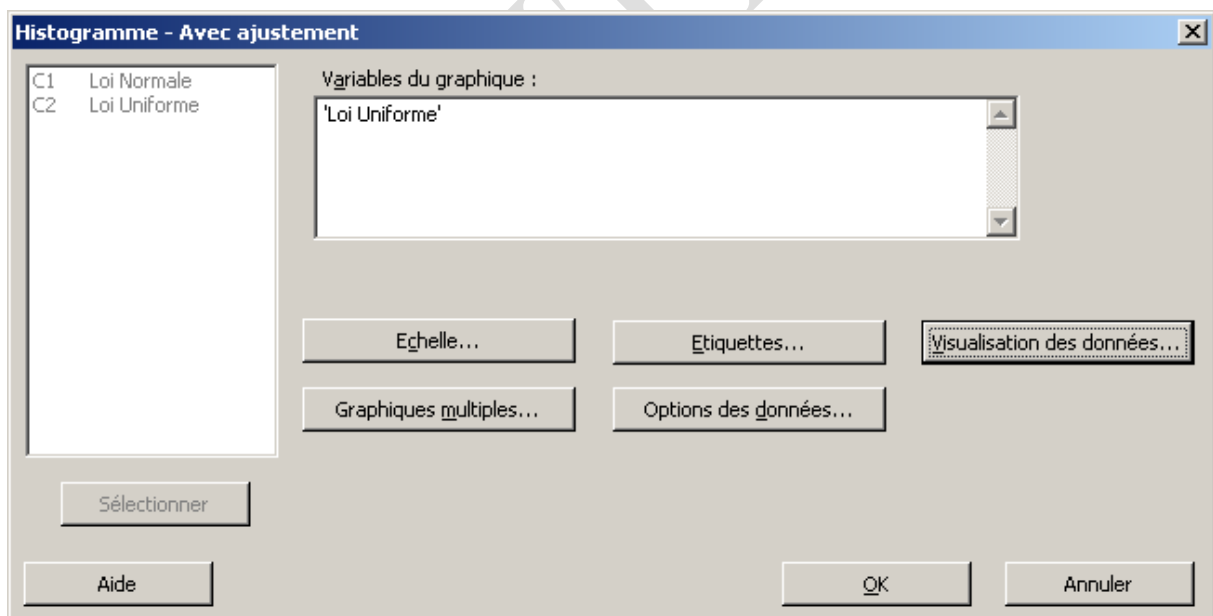 Histogramme - Avec ajustement
C1 Loi Normale
C2 Loi Uniforme
Variables du graphique :
'Loi Uniforme'
Echelle...
Etiquettes...
Visualisation des données...
Graphiques multiples...
Options des données...
Sélectionner
Aide
OK
Annuler